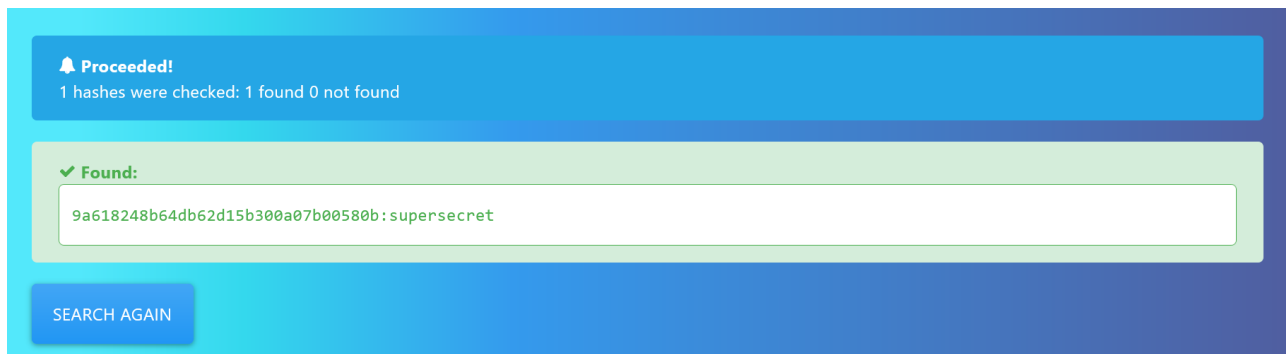 Proceeded!
1 hashes were checked: 1 found 0 not found
Found:
9a618248b64db62d15b300a07b00580b:supersecret
SEARCH AGAIN